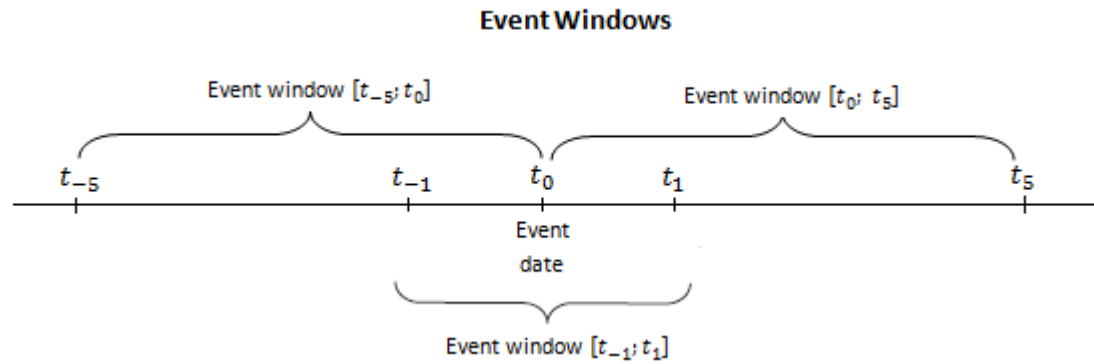 Event Windows
Event window [t₋₅; t₀]
Event window [t₀; t₅]
t₋₅ t₋₁ t₀ t₁ t₅
Event
date
Event window [t₋₁; t₁]